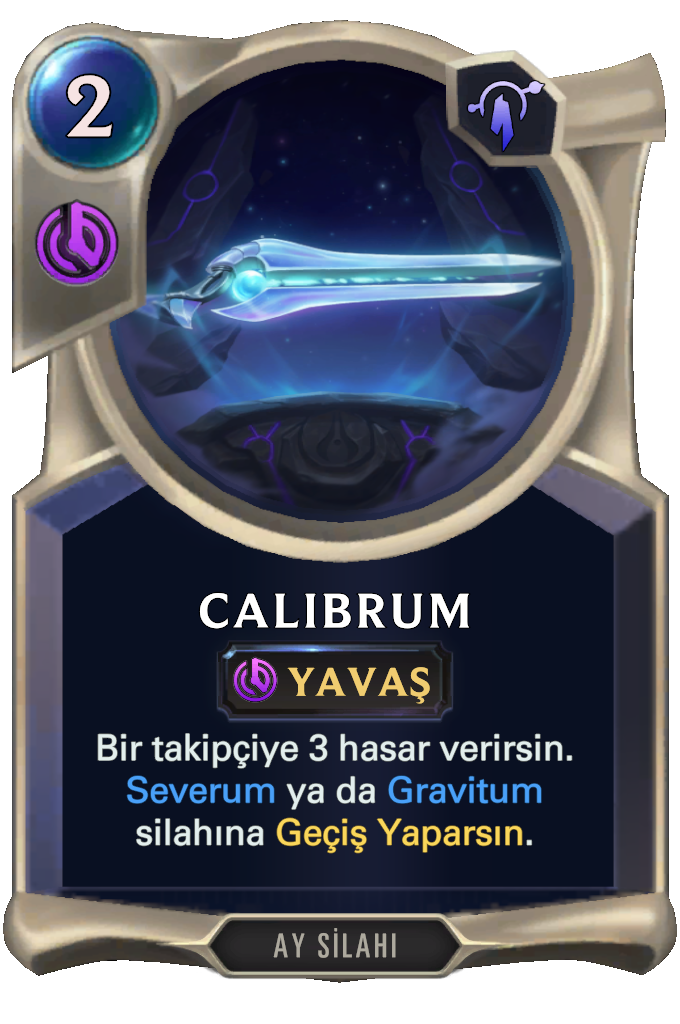 2
CALIBRUM
YAVAŞ
Bir takipçiye 3 hasar verirsin.
Severum ya da Gravitum
silahına Geçiş Yaparsın.
AY SİLAHI